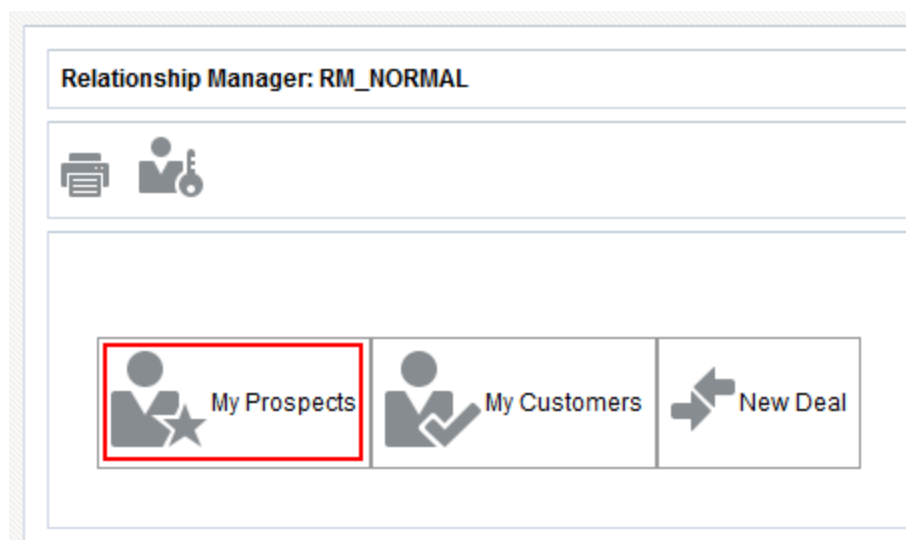 Relationship Manager: RM_NORMAL
My Prospects
My Customers
New Deal